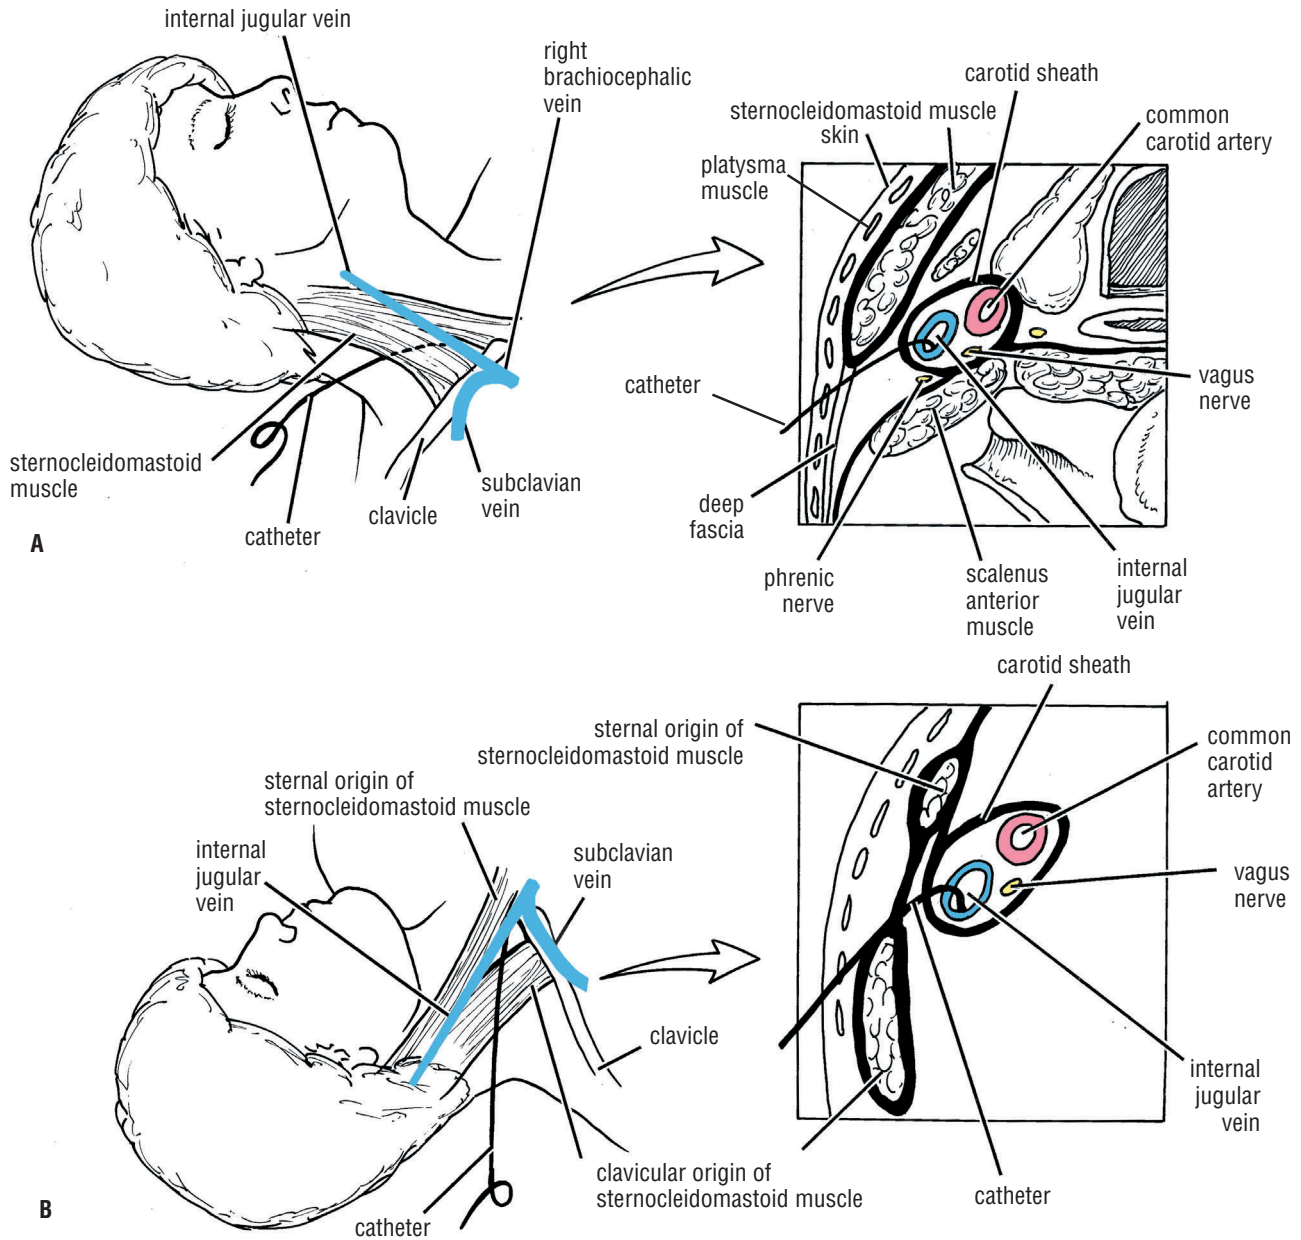 internal jugular vein
right
brachiocephalic
vein
carotid sheath
sternocleidomastoid muscle
skin
common
carotid artery
platysma
muscle
catheter
vagus
nerve
sternocleidomastoid
muscle
subclavian
vein
clavicle
catheter
deep
fascia
phrenic
nerve
scalenus
anterior
muscle
internal
jugular
vein
A
carotid sheath
sternal origin of
sternocleidomastoid muscle
common
carotid
artery
sternal origin of
sternocleidomastoid muscle
internal
jugular
vein
subclavian
vein
vagus
nerve
clavicle
internal
jugular
vein
clavicular origin of
sternocleidomastoid muscle
catheter
catheter
B